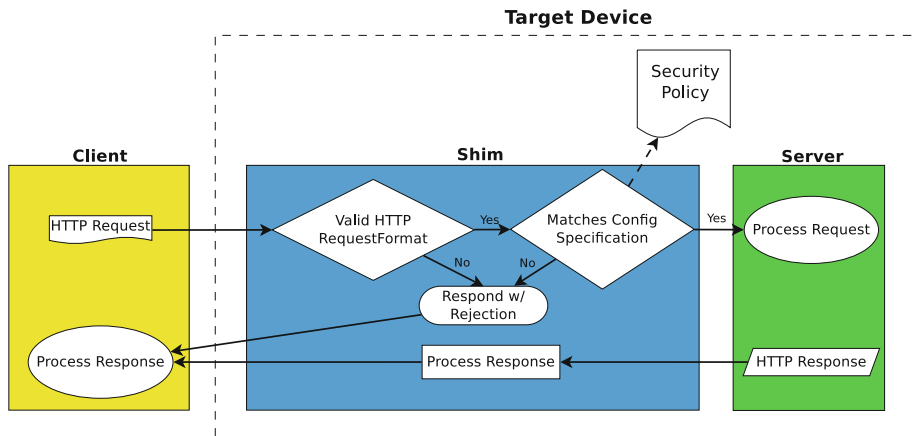 Target Device
Security
Policy
Client
Shim
Server
HTTP Request
Valid HTTP
RequestFormat
Yes
Matches Config
Specification
Yes
Process Request
No
No
Respond w/
Rejection
Process Response
Process Response
HTTP Response